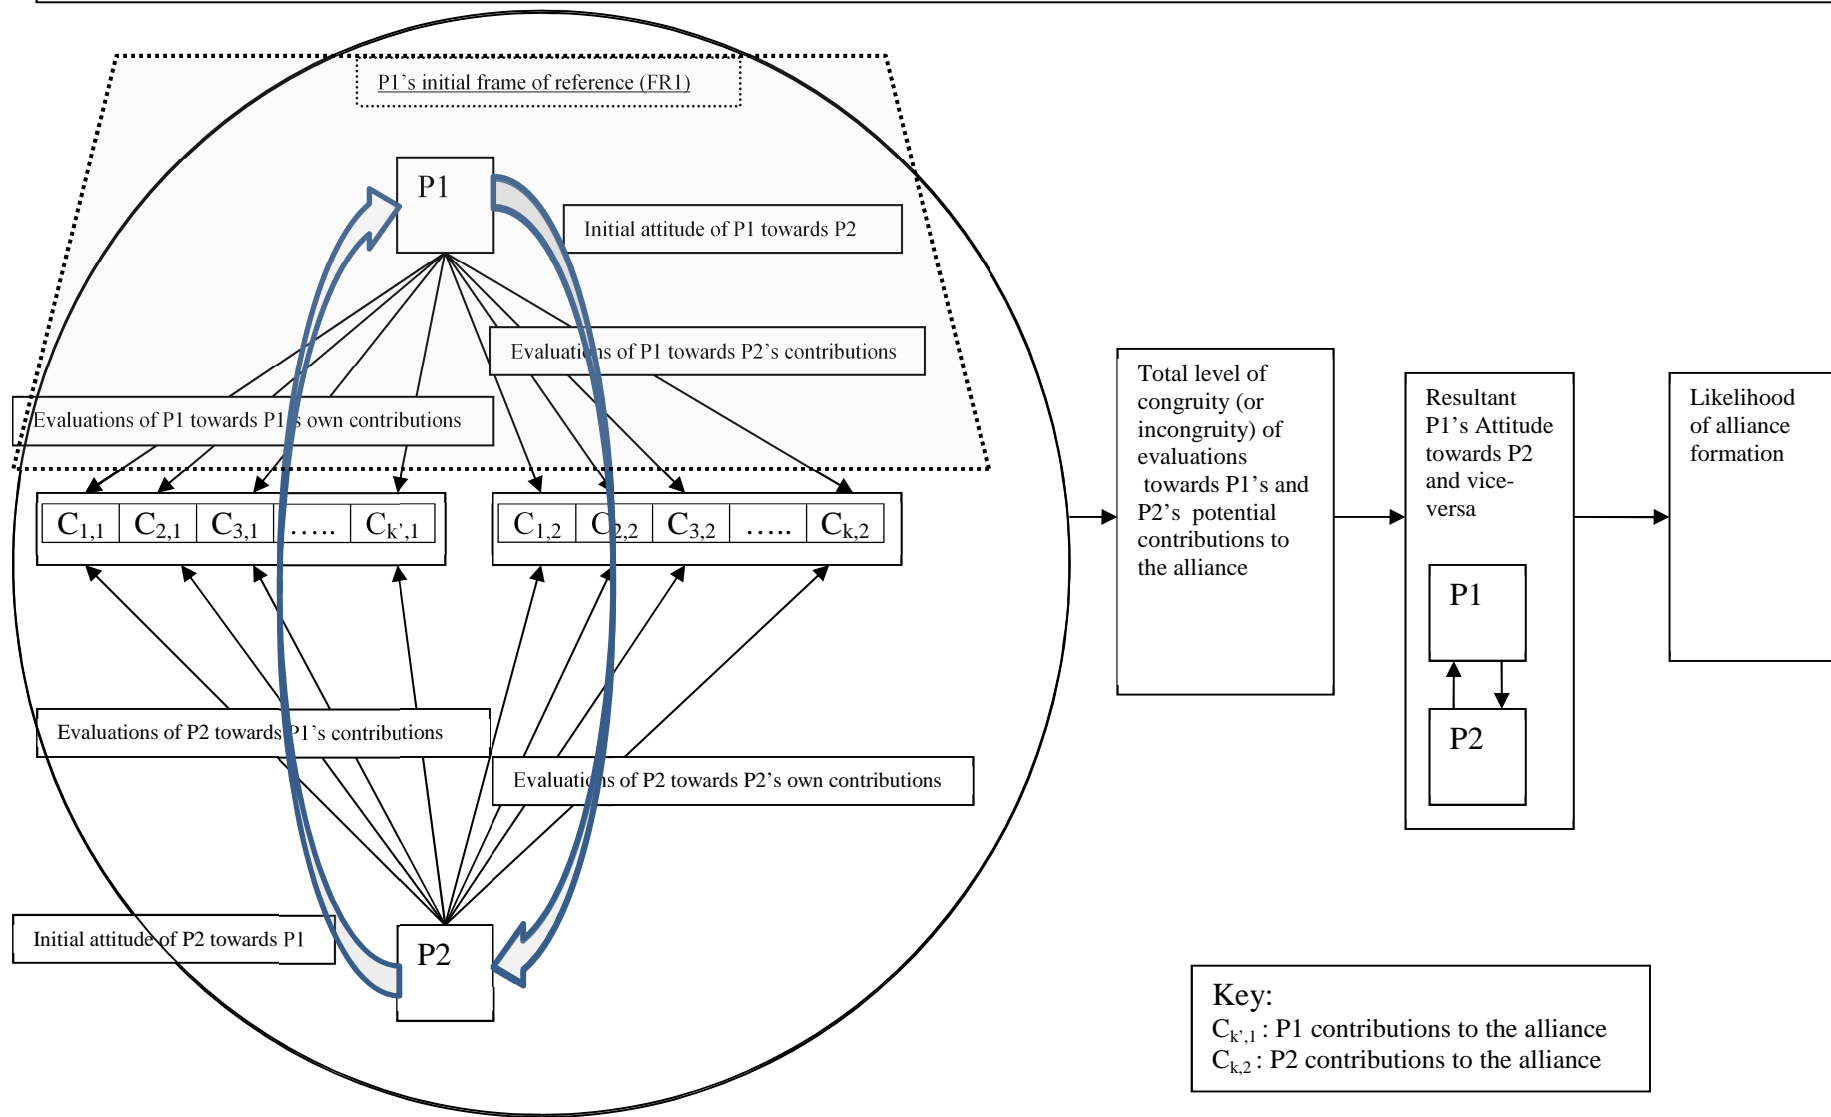 P1's initial frame of reference (FR1)
P1
Initial attitude of P1 towards P2
Evaluations of P1 towards P2's contributions
Evaluations of P1 towards P1's own contributions
C1,1 C2,1 C3,1 ..... Ck',1
C1,2 C2,2 C3,2 ..... Ck,2
Evaluations of P2 towards P1's contributions
Evaluations of P2 towards P2's own contributions
Initial attitude of P2 towards P1
P2
Total level of
congruity (or
incongruity) of
evaluations
towards P1's and
P2's potential
contributions to
the alliance
Resultant
P1's Attitude
towards P2
and vice-
versa
P1
P2
Likelihood
of alliance
formation
Key:
Ck',1 : P1 contributions to the alliance
Ck,2 : P2 contributions to the alliance